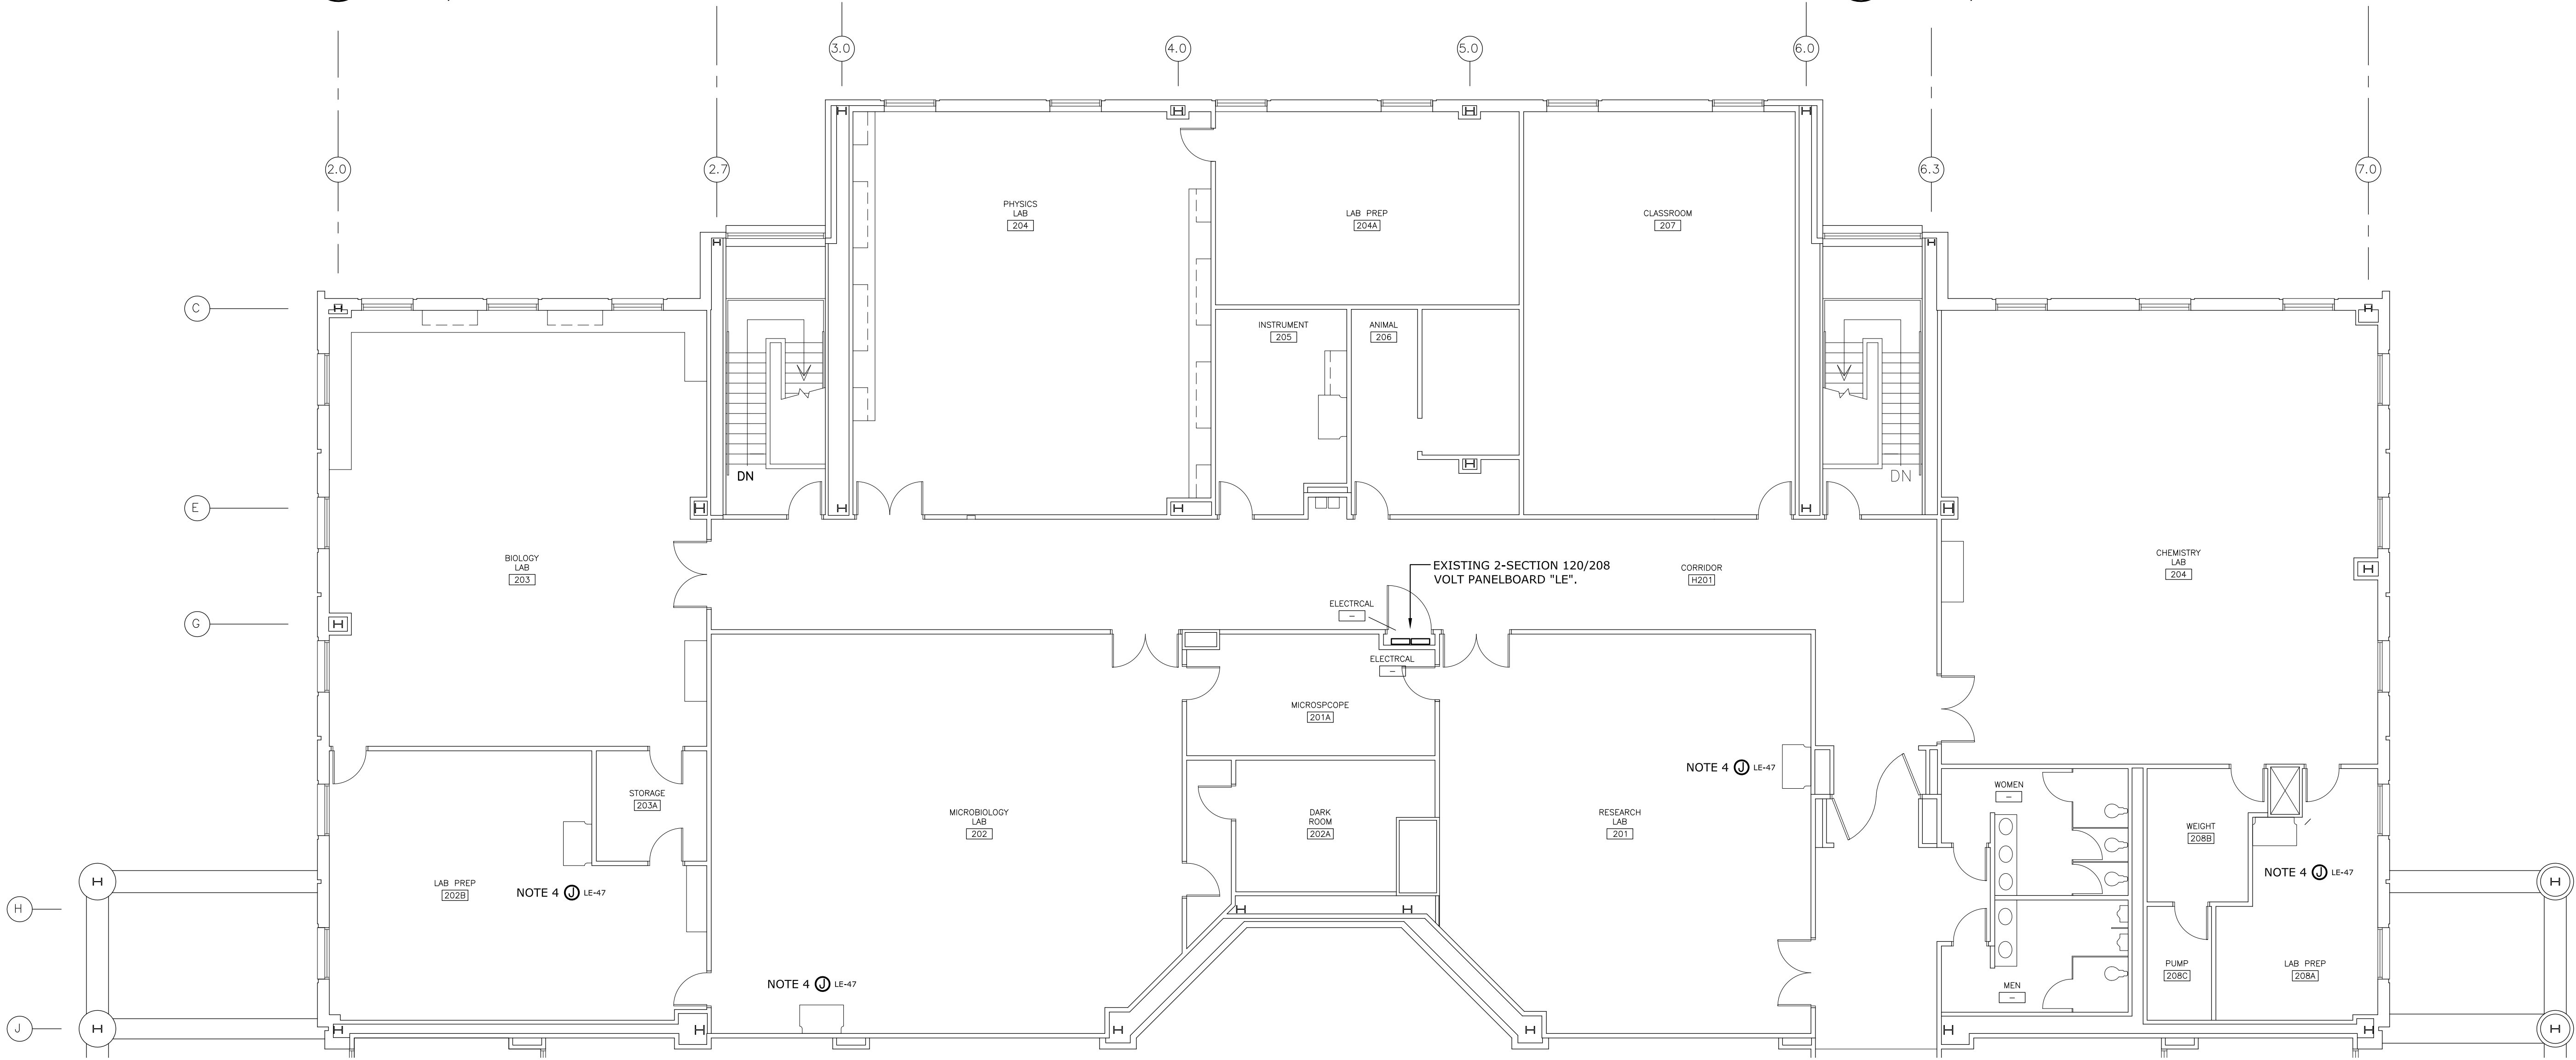 3.0
4.0
5.0
6.0
2.0
2.7
6.3
7.0
PHYSICS
LAB
204
LAB PREP
204A
CLASSROOM
207
C
INSTRUMENT
205
ANIMAL
206
DN
DN
E
BIOLOGY
LAB
203
CHEMISTRY
LAB
204
EXISTING 2-SECTION 120/208
VOLT PANELBOARD "LE".
CORRIDOR
H201
ELECTRCAL
-
G
ELECTRCAL
-
MICROSPCOPE
201A
NOTE 4 J LE-47
STORAGE
203A
WOMEN
-
MICROBIOLOGY
LAB
202
DARK
ROOM
202A
RESEARCH
LAB
201
WEIGHT
208B
LAB PREP
202B
NOTE 4 J LE-47
NOTE 4 J LE-47
H
NOTE 4 J LE-47
MEN
-
PUMP
208C
LAB PREP
208A
J